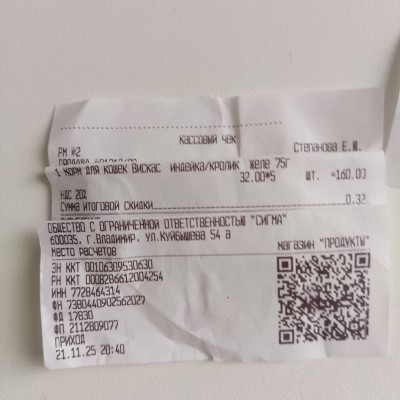 КАССОВЫЙ ЧЕК
РМ №2 Степанова Е.И.
1 КОРМ ДЛЯ КОШЕК Вискас индейка/кролик желе 75г
32.00*5 ШТ. =160.00
НДС 20%
Сумма итоговой скидки 0.32
ОБЩЕСТВО С ОГРАНИЧЕННОЙ ОТВЕТСТВЕННОСТЬЮ "СИГМА"
600035, г.Владимир, ул.Куйбышева 54 а
Место расчетов магазин "ПРОДУКТЫ"
ЗН ККТ 00106309530630
РН ККТ 0008286612004254
ИНН 7728464314
ФН 7380440902562027
ФД 17830
ФП 2112809077
ПРИХОД
21.11.25 20:40